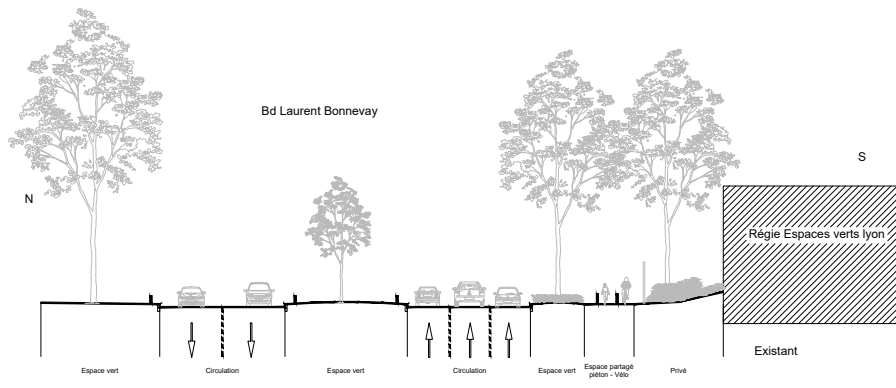 Bd Laurent Bonnevay
S
N
Régie Espaces verts lyon
Existant
Espace vert
Circulation
Espace vert
Circulation
Espace vert
Espace partagé
piéton - Vélo
Privé